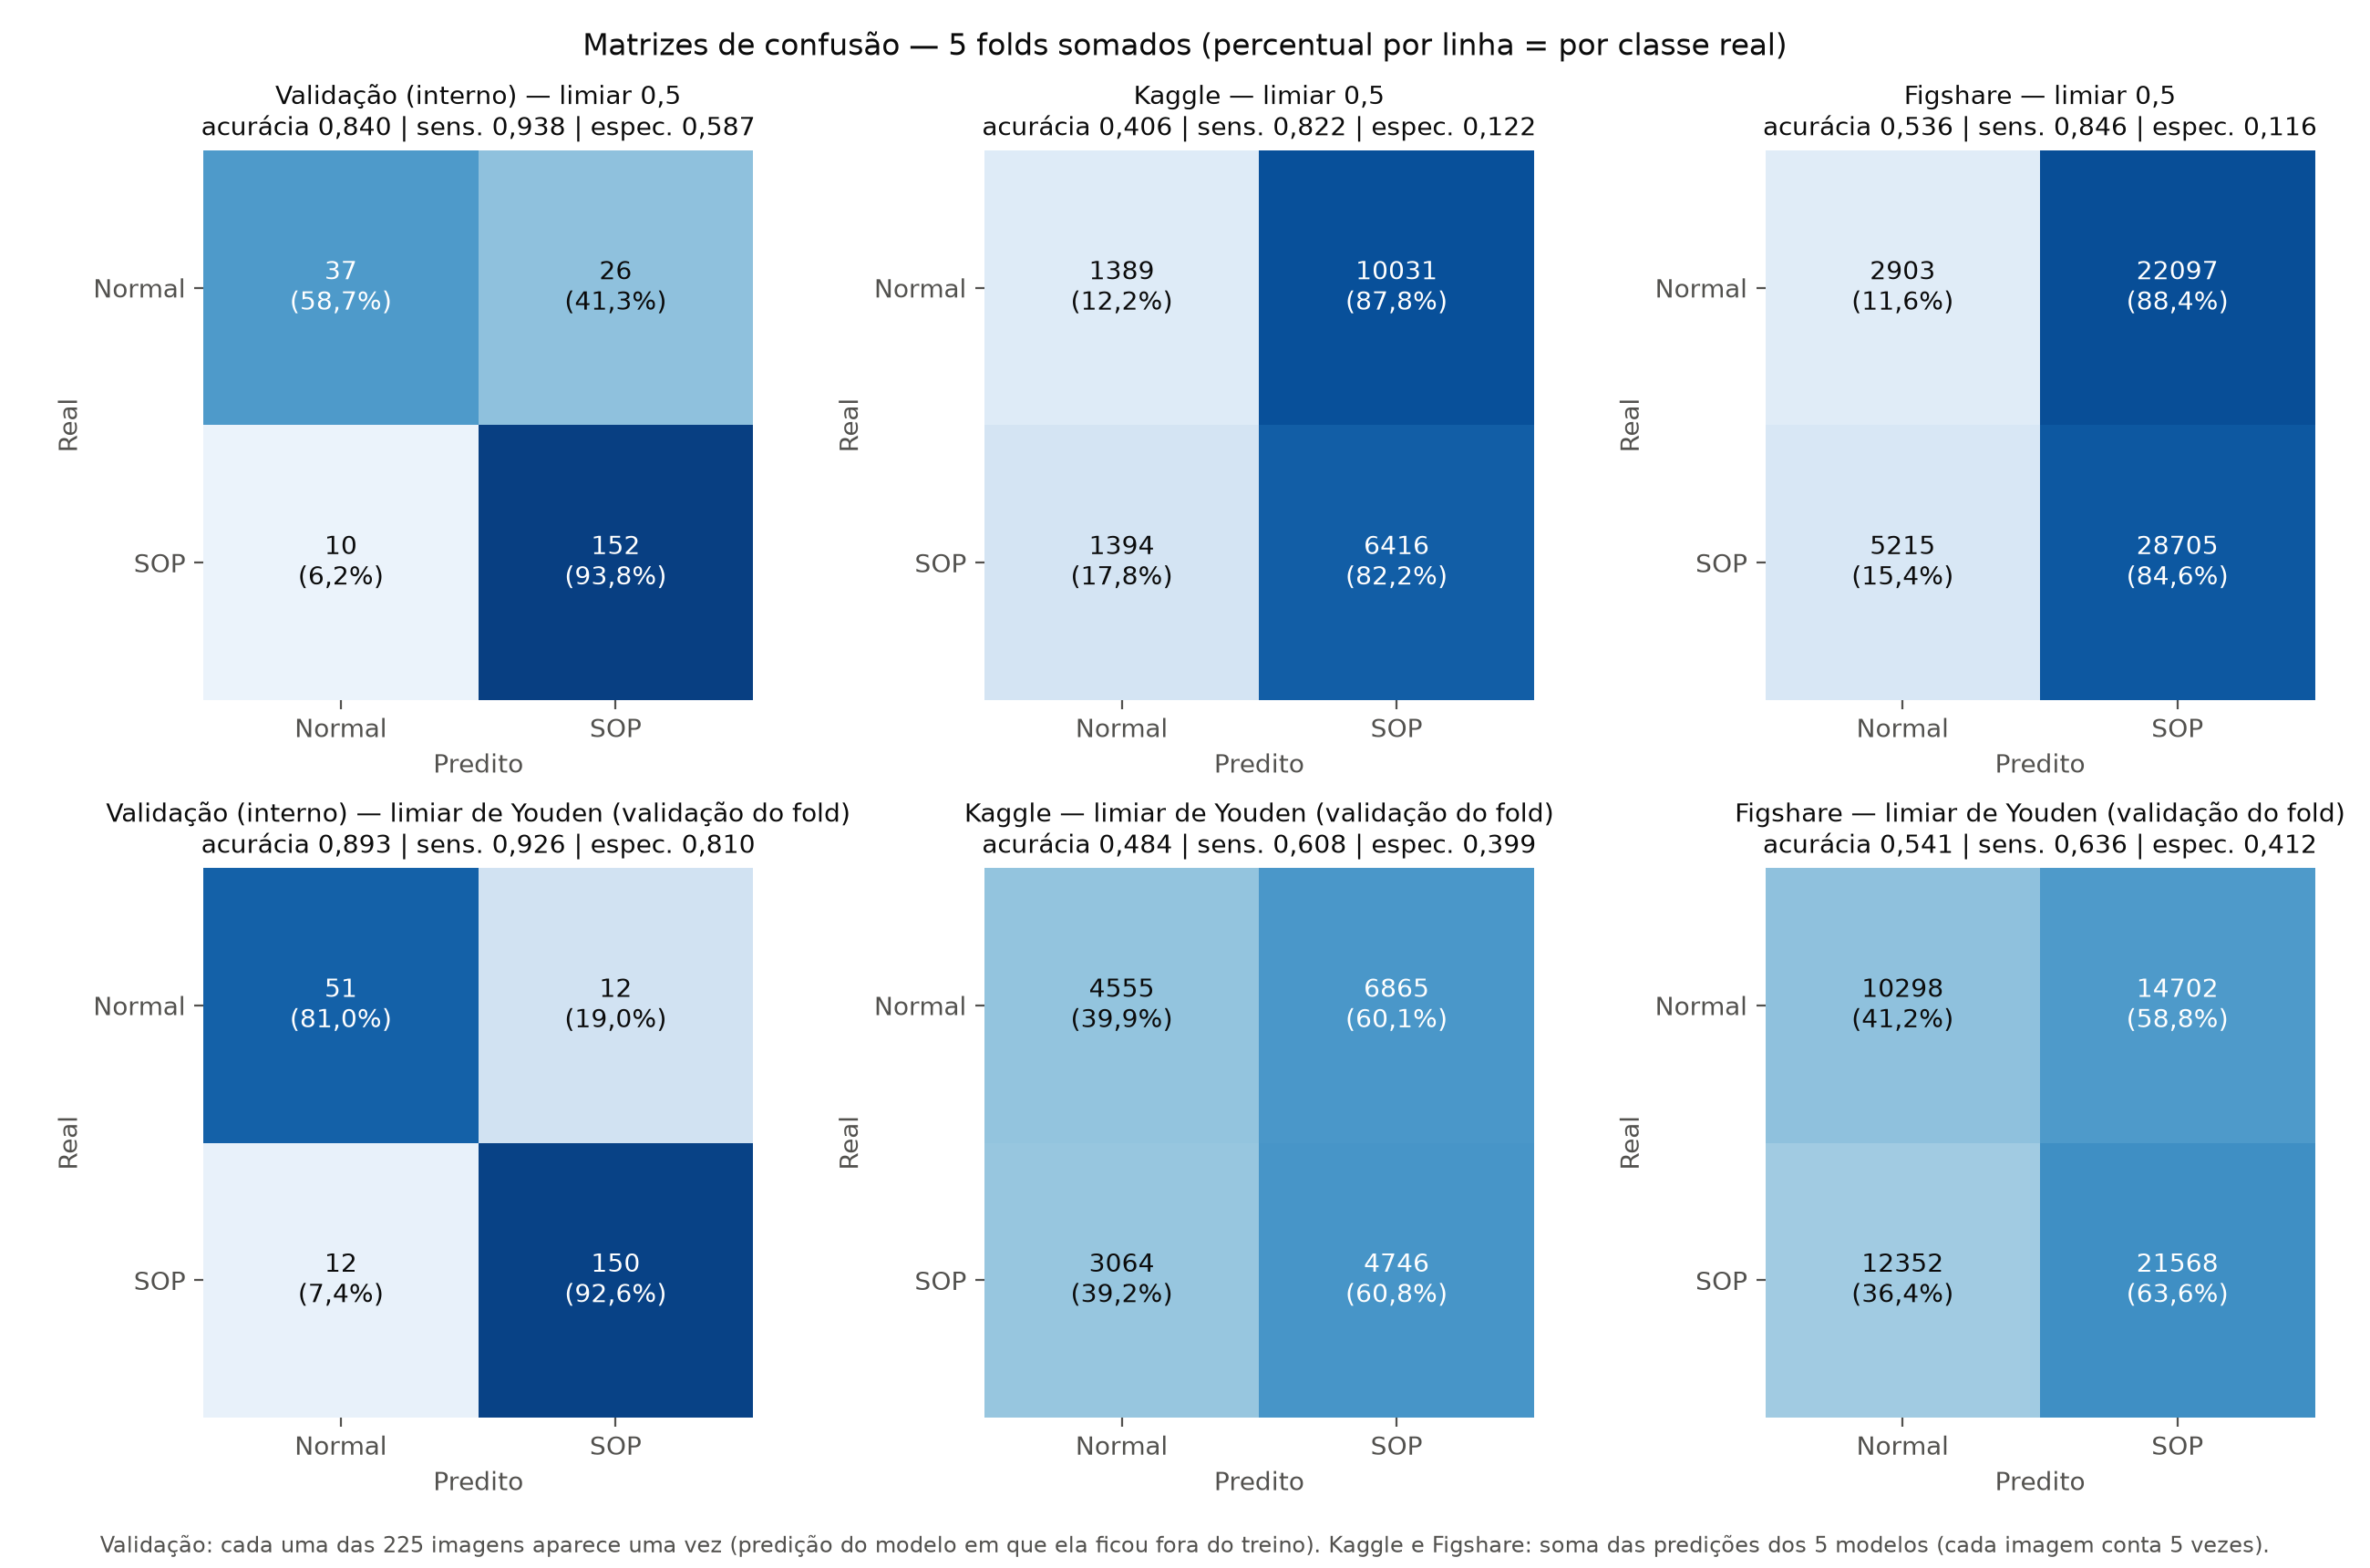 Matrizes de confusão — 5 folds somados (percentual por linha = por classe real)
Validação (interno) — limiar 0,5
acurácia 0,840 | sens. 0,938 | espec. 0,587
Normal
37
(58,7%)
26
(41,3%)
Real
SOP
10
(6,2%)
152
(93,8%)
Normal
SOP
Predito
Kaggle — limiar 0,5
acurácia 0,406 | sens. 0,822 | espec. 0,122
Normal
1389
(12,2%)
10031
(87,8%)
Real
SOP
1394
(17,8%)
6416
(82,2%)
Normal
SOP
Predito
Figshare — limiar 0,5
acurácia 0,536 | sens. 0,846 | espec. 0,116
Normal
2903
(11,6%)
22097
(88,4%)
Real
SOP
5215
(15,4%)
28705
(84,6%)
Normal
SOP
Predito
Validação (interno) — limiar de Youden (validação do fold)
acurácia 0,893 | sens. 0,926 | espec. 0,810
Normal
51
(81,0%)
12
(19,0%)
Real
SOP
12
(7,4%)
150
(92,6%)
Normal
SOP
Predito
Kaggle — limiar de Youden (validação do fold)
acurácia 0,484 | sens. 0,608 | espec. 0,399
Normal
4555
(39,9%)
6865
(60,1%)
Real
SOP
3064
(39,2%)
4746
(60,8%)
Normal
SOP
Predito
Figshare — limiar de Youden (validação do fold)
acurácia 0,541 | sens. 0,636 | espec. 0,412
Normal
10298
(41,2%)
14702
(58,8%)
Real
SOP
12352
(36,4%)
21568
(63,6%)
Normal
SOP
Predito
Validação: cada uma das 225 imagens aparece uma vez (predição do modelo em que ela ficou fora do treino). Kaggle e Figshare: soma das predições dos 5 modelos (cada imagem conta 5 vezes).